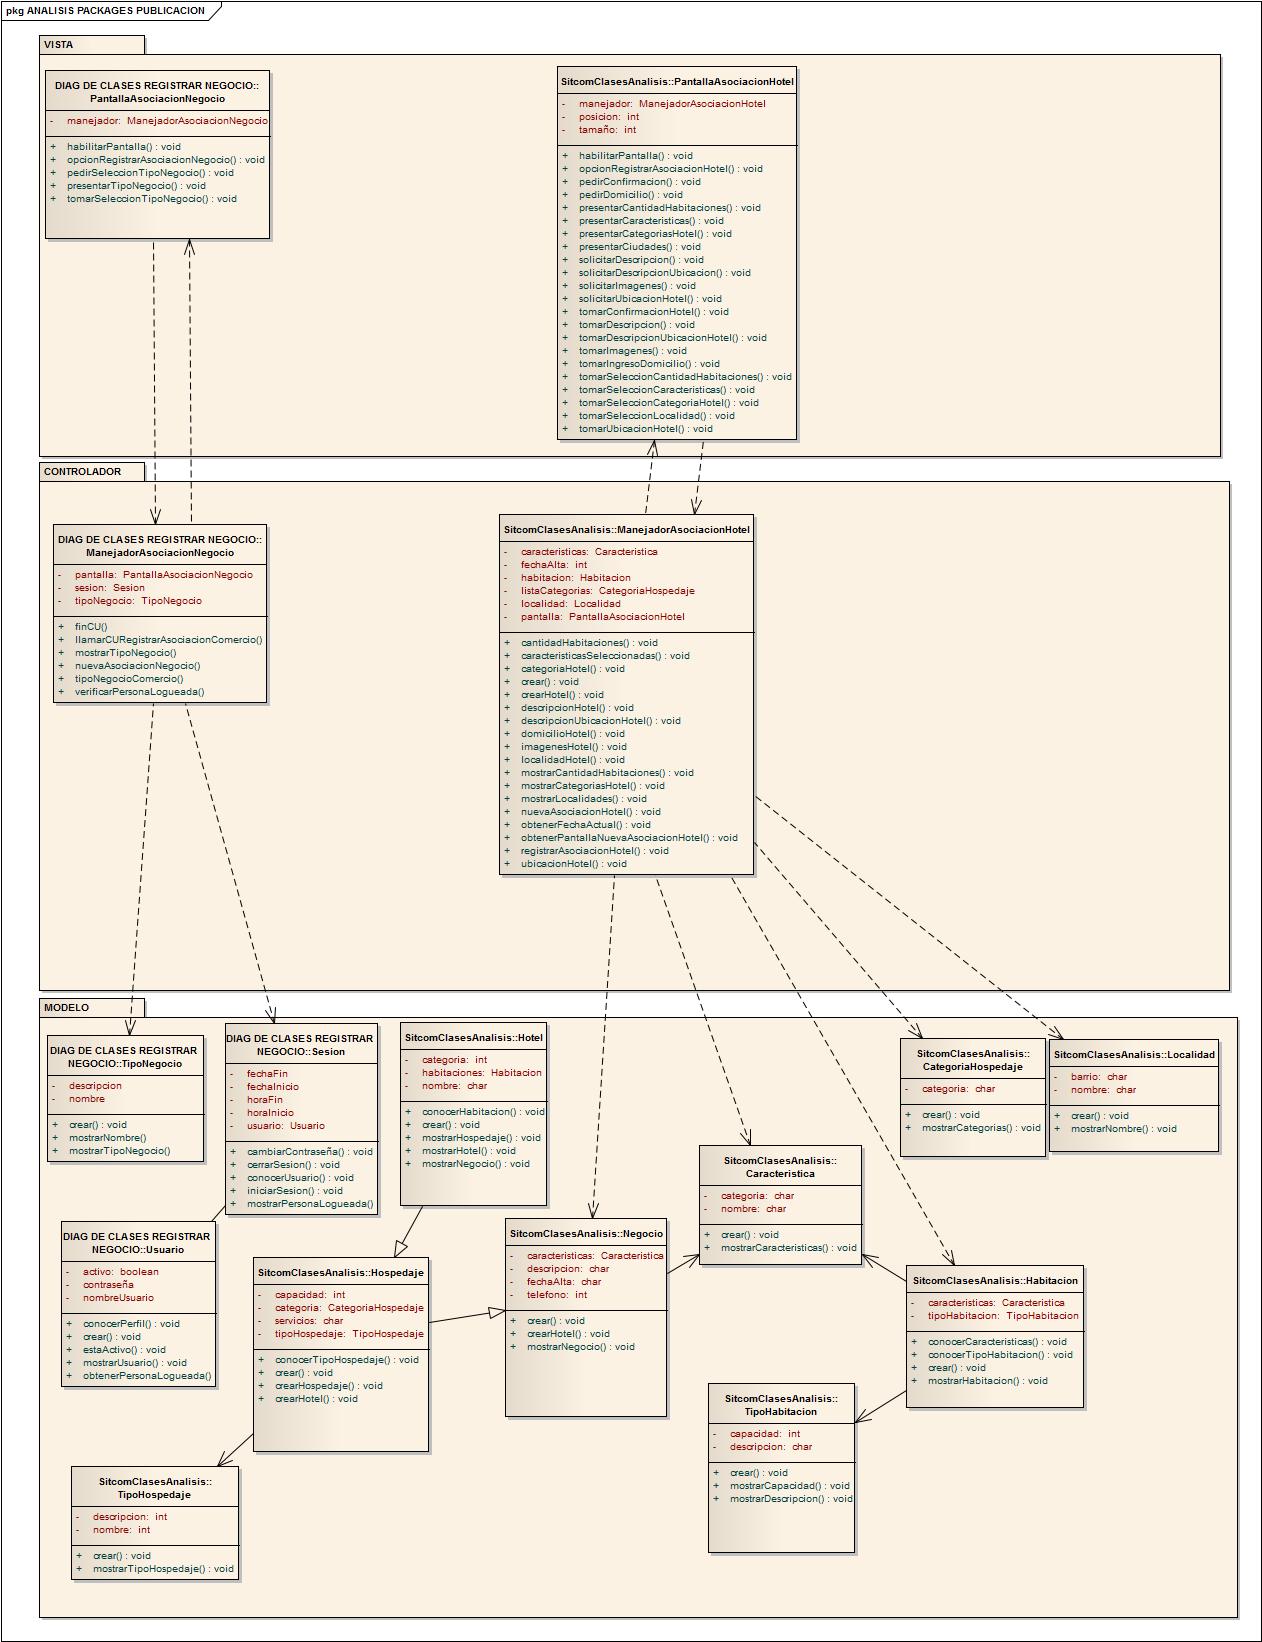 pkg ANALISIS PACKAGES PUBLICACION
VISTA
DIAG DE CLASES REGISTRAR NEGOCIO::
PantallaAsociacionNegocio
- manejador: ManejadorAsociacionNegocio
+ habilitarPantalla() : void
+ opcionRegistrarAsociacionNegocio() : void
+ pedirSeleccionTipoNegocio() : void
+ presentarTipoNegocio() : void
+ tomarSeleccionTipoNegocio() : void
SitcomClasesAnalisis::PantallaAsociacionHotel
- manejador: ManejadorAsociacionHotel
- posicion: int
- tamaño: int
+ habilitarPantalla() : void
+ opcionRegistrarAsociacionHotel() : void
+ pedirConfirmacion() : void
+ pedirDomicilio() : void
+ presentarCantidadHabitaciones() : void
+ presentarCaracteristicas() : void
+ presentarCategoriasHotel() : void
+ presentarCiudades() : void
+ solicitarDescripcion() : void
+ solicitarDescripcionUbicacion() : void
+ solicitarImagenes() : void
+ solicitarUbicacionHotel() : void
+ tomarConfirmacionHotel() : void
+ tomarDescripcion() : void
+ tomarDescripcionUbicacionHotel() : void
+ tomarImagenes() : void
+ tomarIngresoDomicilio() : void
+ tomarSeleccionCantidadHabitaciones() : void
+ tomarSeleccionCaracteristicas() : void
+ tomarSeleccionCategoriaHotel() : void
+ tomarSeleccionLocalidad() : void
+ tomarUbicacionHotel() : void
CONTROLADOR
DIAG DE CLASES REGISTRAR NEGOCIO::
ManejadorAsociacionNegocio
- pantalla: PantallaAsociacionNegocio
- sesion: Sesion
- tipoNegocio: TipoNegocio
+ finCU()
+ llamarCURegistrarAsociacionComercio()
+ mostrarTipoNegocio()
+ nuevaAsociacionNegocio()
+ tipoNegocioComercio()
+ verificarPersonaLogueada()
SitcomClasesAnalisis::ManejadorAsociacionHotel
- caracteristicas: Caracteristica
- fechaAlta: int
- habitacion: Habitacion
- listaCategorias: CategoriaHospedaje
- localidad: Localidad
- pantalla: PantallaAsociacionHotel
+ cantidadHabitaciones() : void
+ caracteristicasSeleccionadas() : void
+ categoriaHotel() : void
+ crear() : void
+ crearHotel() : void
+ descripcionHotel() : void
+ descripcionUbicacionHotel() : void
+ domicilioHotel() : void
+ imagenesHotel() : void
+ localidadHotel() : void
+ mostrarCantidadHabitaciones() : void
+ mostrarCategoriasHotel() : void
+ mostrarLocalidades() : void
+ nuevaAsociacionHotel() : void
+ obtenerFechaActual() : void
+ obtenerPantallaNuevaAsociacionHotel() : void
+ registrarAsociacionHotel() : void
+ ubicacionHotel() : void
MODELO
DIAG DE CLASES REGISTRAR
NEGOCIO::TipoNegocio
- descripcion
- nombre
+ crear() : void
+ mostrarNombre()
+ mostrarTipoNegocio()
DIAG DE CLASES REGISTRAR
NEGOCIO::Sesion
- fechaFin
- fechaInicio
- horaFin
- horaInicio
- usuario: Usuario
+ cambiarContraseña() : void
+ cerrarSesion() : void
+ conocerUsuario() : void
+ iniciarSesion() : void
+ mostrarPersonaLogueada()
SitcomClasesAnalisis::Hotel
- categoria: int
- habitaciones: Habitacion
- nombre: char
+ conocerHabitacion() : void
+ crear() : void
+ mostrarHospedaje() : void
+ mostrarHotel() : void
+ mostrarNegocio() : void
SitcomClasesAnalisis::
CategoriaHospedaje
- categoria: char
+ crear() : void
+ mostrarCategorias() : void
SitcomClasesAnalisis::Localidad
- barrio: char
- nombre: char
+ crear() : void
+ mostrarNombre() : void
SitcomClasesAnalisis::
Caracteristica
- categoria: char
- nombre: char
+ crear() : void
+ mostrarCaracteristicas() : void
DIAG DE CLASES REGISTRAR
NEGOCIO::Usuario
- activo: boolean
- contraseña
- nombreUsuario
+ conocerPerfil() : void
+ crear() : void
+ estaActivo() : void
+ mostrarUsuario() : void
+ obtenerPersonaLogueada()
SitcomClasesAnalisis::Hospedaje
- capacidad: int
- categoria: CategoriaHospedaje
- servicios: char
- tipoHospedaje: TipoHospedaje
+ conocerTipoHospedaje() : void
+ crear() : void
+ crearHospedaje() : void
+ crearHotel() : void
SitcomClasesAnalisis::Negocio
- caracteristicas: Caracteristica
- descripcion: char
- fechaAlta: char
- telefono: int
+ crear() : void
+ crearHotel() : void
+ mostrarNegocio() : void
SitcomClasesAnalisis::Habitacion
- caracteristicas: Caracteristica
- tipoHabitacion: TipoHabitacion
+ conocerCaracteristicas() : void
+ conocerTipoHabitacion() : void
+ crear() : void
+ mostrarHabitacion() : void
SitcomClasesAnalisis::
TipoHabitacion
- capacidad: int
- descripcion: char
+ crear() : void
+ mostrarCapacidad() : void
+ mostrarDescripcion() : void
SitcomClasesAnalisis::
TipoHospedaje
- descripcion: int
- nombre: int
+ crear() : void
+ mostrarTipoHospedaje() : void